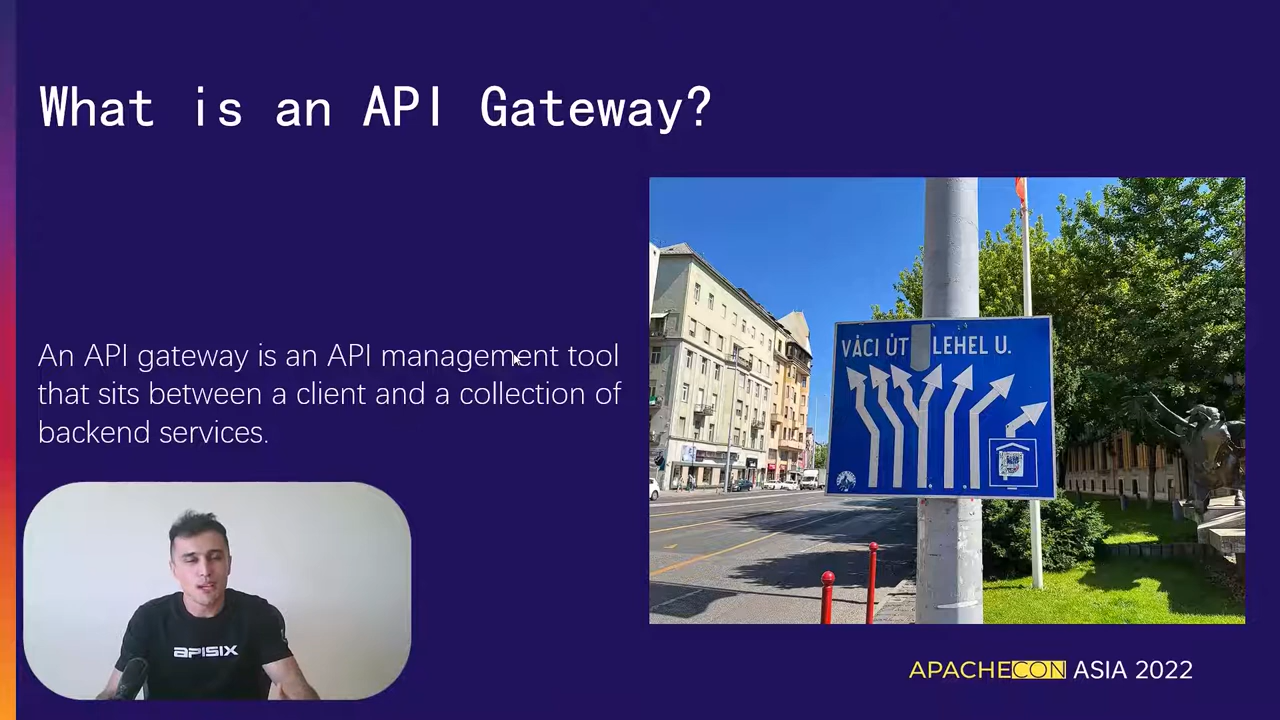 What is an API Gateway?
An API gateway is an API management tool
that sits between a client and a collection of
backend services.
VÁCI ÚT LEHEL U.
APISIX
APACHECON ASIA 2022